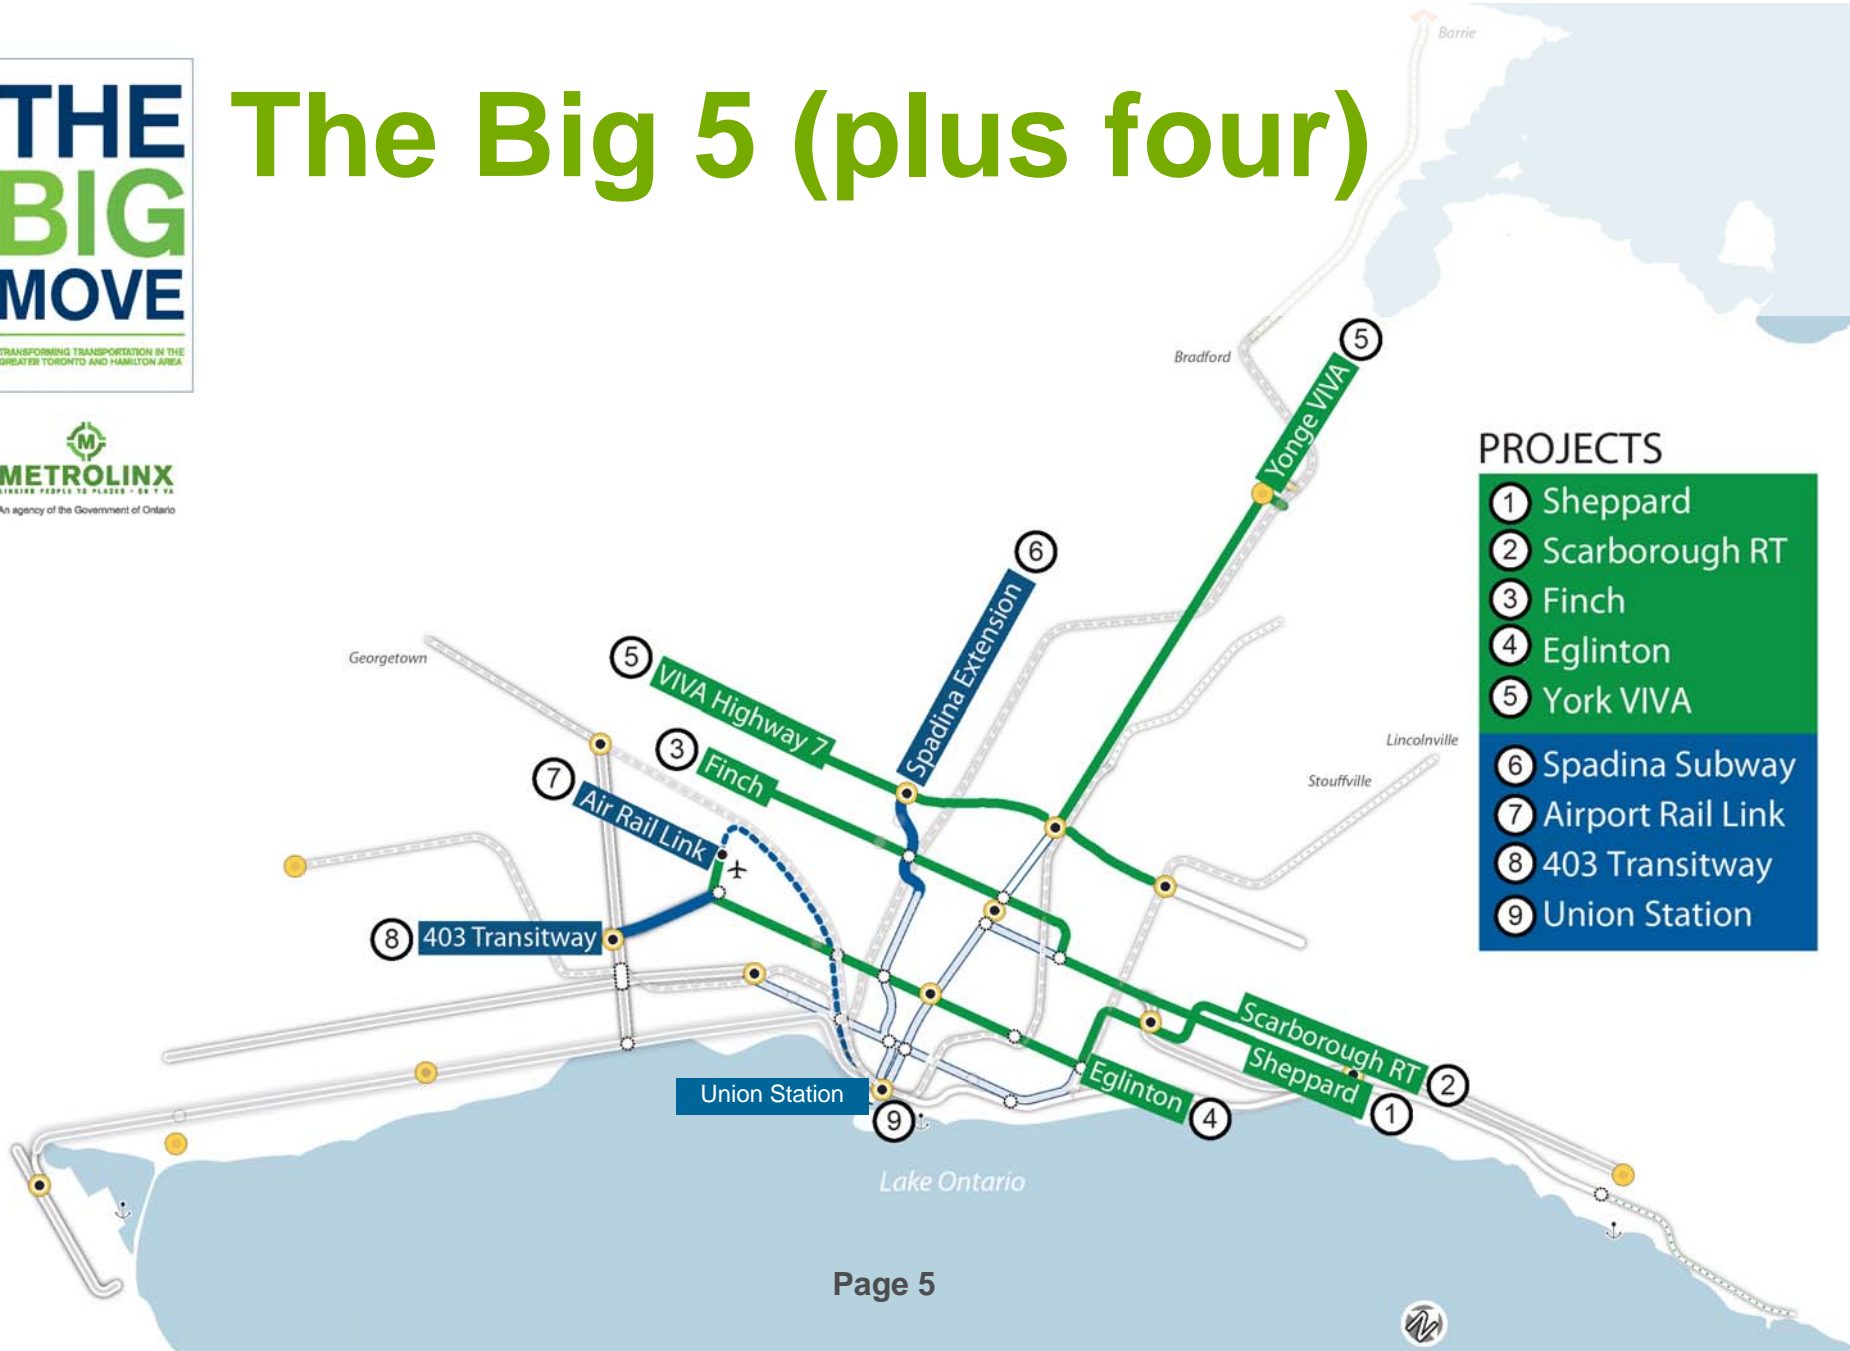 THE
BIG
MOVE
TRANSFORMING TRANSPORTATION IN THE
GREATER TORONTO AND HAMILTON AREA
METROLINX
An agency of the Government of Ontario
The Big 5 (plus four)
Barrie
Bradford
5
Yonge VIVA
6
Spadina Extension
Georgetown
5
VIVA Highway 7
3
Finch
7
Air Rail Link
8
403 Transitway
Lincolnville
Stouffville
Scarborough RT
2
Sheppard
1
Eglinton
4
Union Station
9
Lake Ontario
PROJECTS
1 Sheppard
2 Scarborough RT
3 Finch
4 Eglinton
5 York VIVA
6 Spadina Subway
7 Airport Rail Link
8 403 Transitway
9 Union Station
Page 5